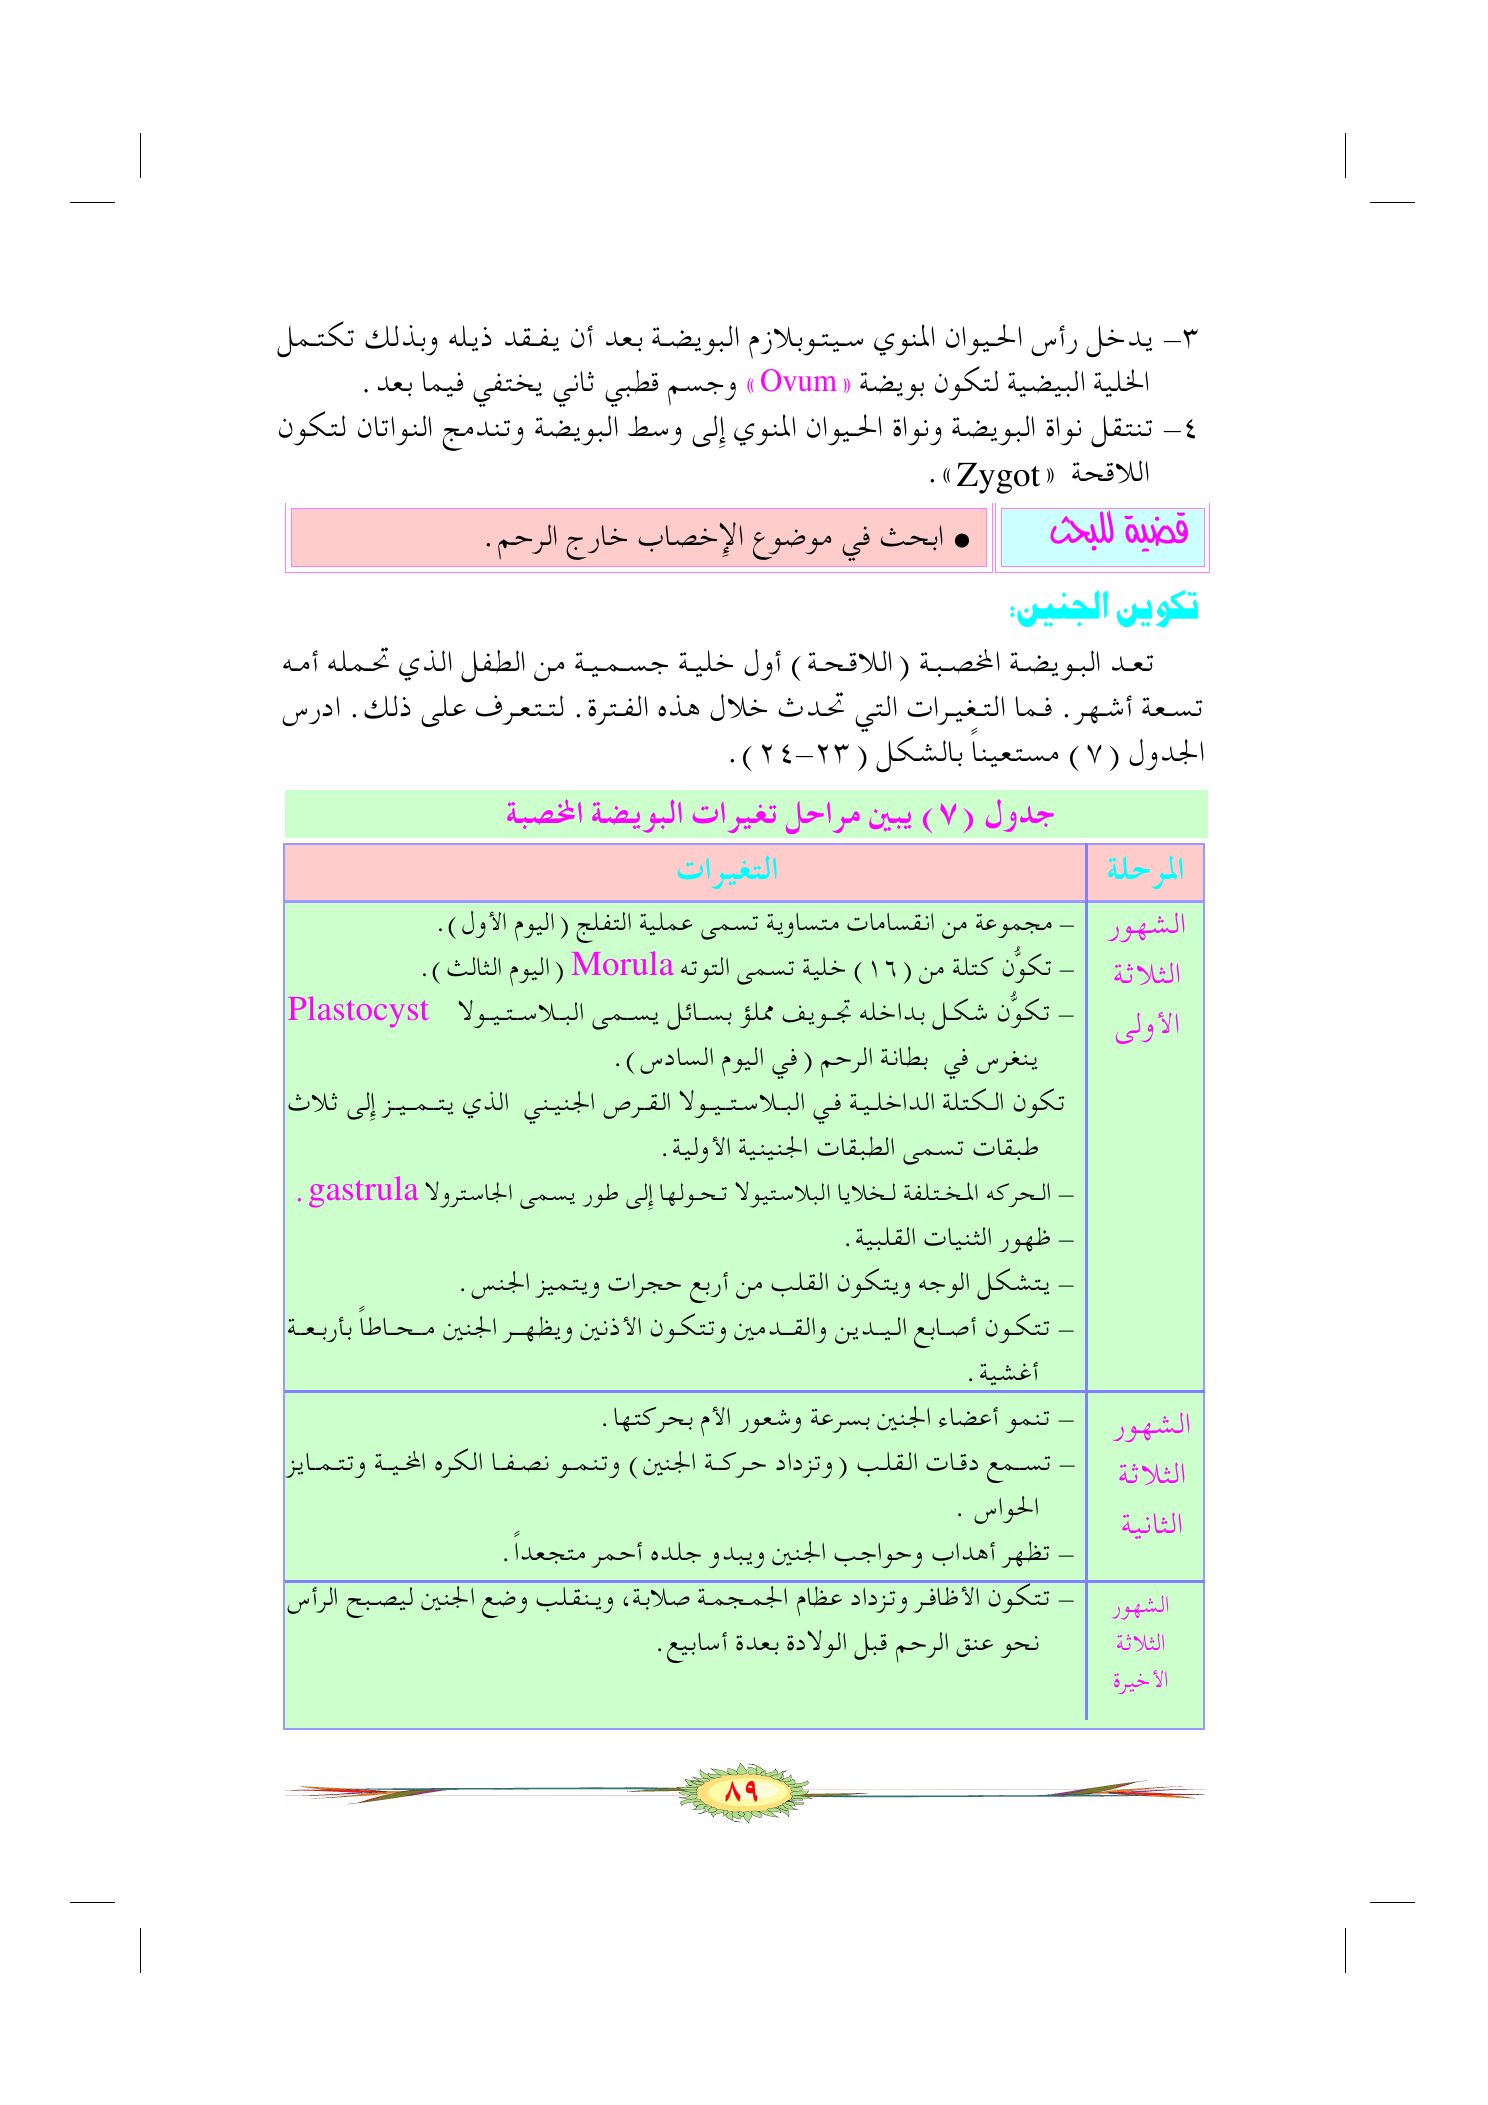 ٣– يدخل رأس الحيوان المنوي سيتوبلازم البويضة بعد أن يفقد ذيله وبذلك تكتمل
الخلية البيضية لتكون بويضة «Ovum» وجسم قطبي ثاني يختفي فيما بعد .
٤– تنتقل نواة البويضة ونواة الحيوان المنوي إلى وسط البويضة وتندمج النواتان لتكون
اللاقحة «Zygot» .
قضية للبحث
● ابحث في موضوع الإخصاب خارج الرحم .
تكوين الجنين:
تعد البويضة المخصبة ( اللاقحة ) أول خلية جسمية من الطفل الذي تحمله أمه
تسعة أشهر . فما التغيرات التي تحدث خلال هذه الفترة . لتتعرف على ذلك . ادرس
الجدول ( ٧ ) مستعيناً بالشكل ( ٢٣–٢٤ ) .
جدول ( ٧ ) يبين مراحل تغيرات البويضة المخصبة
المرحلة
التغيرات
الشهور
الثلاثة
الأولى
– مجموعة من انقسامات متساوية تسمى عملية التفلج ( اليوم الأول ) .
– تكوُّن كتلة من ( ١٦ ) خلية تسمى التوته Morula ( اليوم الثالث ) .
– تكوُّن شكل بداخله تجويف مملؤ بسائل يسمى البلاستيولا Plastocyst
ينغرس في بطانة الرحم ( في اليوم السادس ) .
تكون الكتلة الداخلية في البلاستيولا القرص الجنيني الذي يتميز إلى ثلاث
طبقات تسمى الطبقات الجنينية الأولية .
– الحركه المختلفة لخلايا البلاستيولا تحولها إلى طور يسمى الجاسترولا gastrula .
– ظهور الثنيات القلبية .
– يتشكل الوجه ويتكون القلب من أربع حجرات ويتميز الجنس .
– تتكون أصابع اليدين والقدمين وتتكون الأذنين ويظهر الجنين محاطاً بأربعة
أغشية .
الشهور
الثلاثة
الثانية
– تنمو أعضاء الجنين بسرعة وشعور الأم بحركتها .
– تسمع دقات القلب ( وتزداد حركة الجنين ) وتنمو نصفا الكره المخية وتتمايز
الحواس .
– تظهر أهداب وحواجب الجنين ويبدو جلده أحمر متجعداً .
الشهور
الثلاثة
الأخيرة
– تتكون الأظافر وتزداد عظام الجمجمة صلابة، وينقلب وضع الجنين ليصبح الرأس
نحو عنق الرحم قبل الولادة بعدة أسابيع .
٨٩